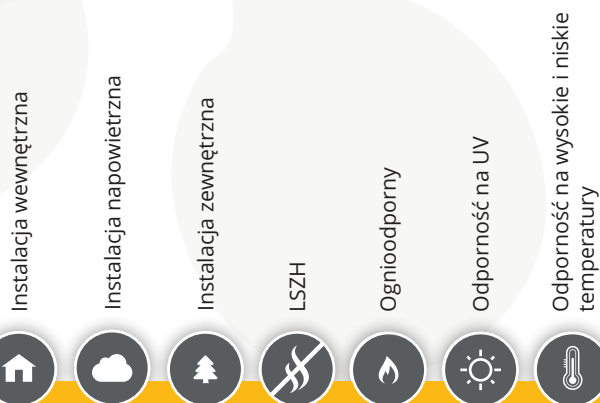 Instalacja wewnętrzna
Instalacja napowietrzna
Instalacja zewnętrzna
LSZH
Ognioodporny
Odporność na UV
Odporność na wysokie i niskie
temperatury